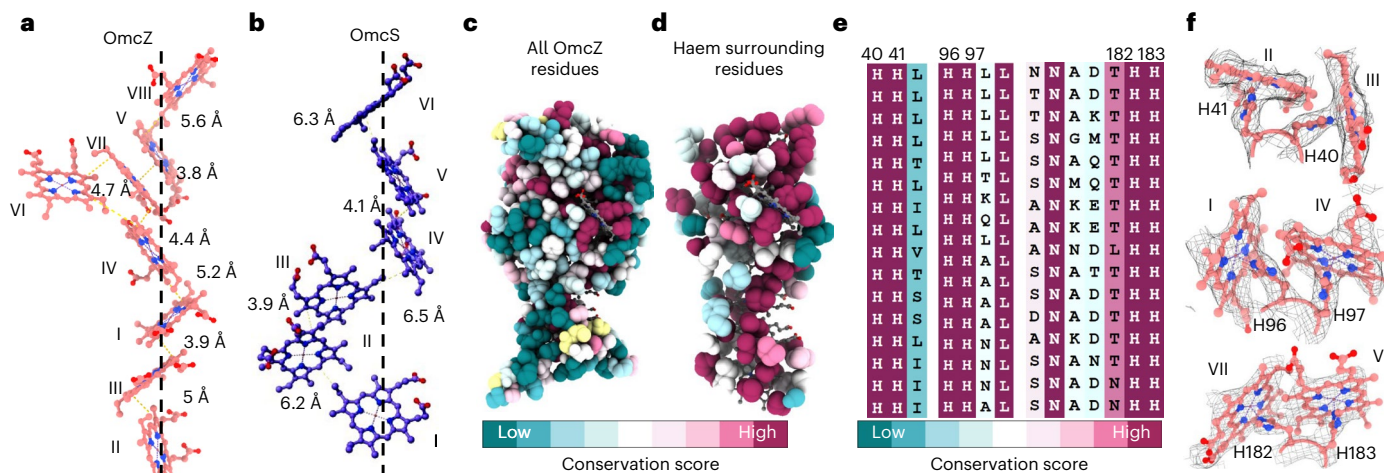 a
OmcZ
VIII
V
5.6 Å
VII
3.8 Å
4.7 Å
VI
4.4 Å
IV
5.2 Å
I
3.9 Å
III
5 Å
II
b
OmcS
VI
6.3 Å
V
4.1 Å
IV
III
3.9 Å
6.5 Å
II
6.2 Å
I
c
All OmcZ
residues
d
Haem surrounding
residues
Low High
Conservation score
e
40 41 96 97 182 183
H H L
H H L
H H L
H H L
H H T
H H L
H H I
H H L
H H V
H H T
H H S
H H S
H H L
H H I
H H I
H H I
H H L L
H H L L
H H L L
H H L L
H H L L
H H T L
H H K L
H H Q L
H H L L
N N A D T H H
T N A D T H H
T N A K T H H
S N G M T H H
S N A Q T H H
S N M Q T H H
A N K E T H H
A N K E T H H
A N N D L H H
S N A T T H H
S N A D T H H
D N A D T H H
A N K D T H H
S N A N T H H
S N A D N H H
S N A D N H H
Low High
Conservation score
f
II
III
H41
H40
I
IV
H96
H97
VII
V
H182
H183